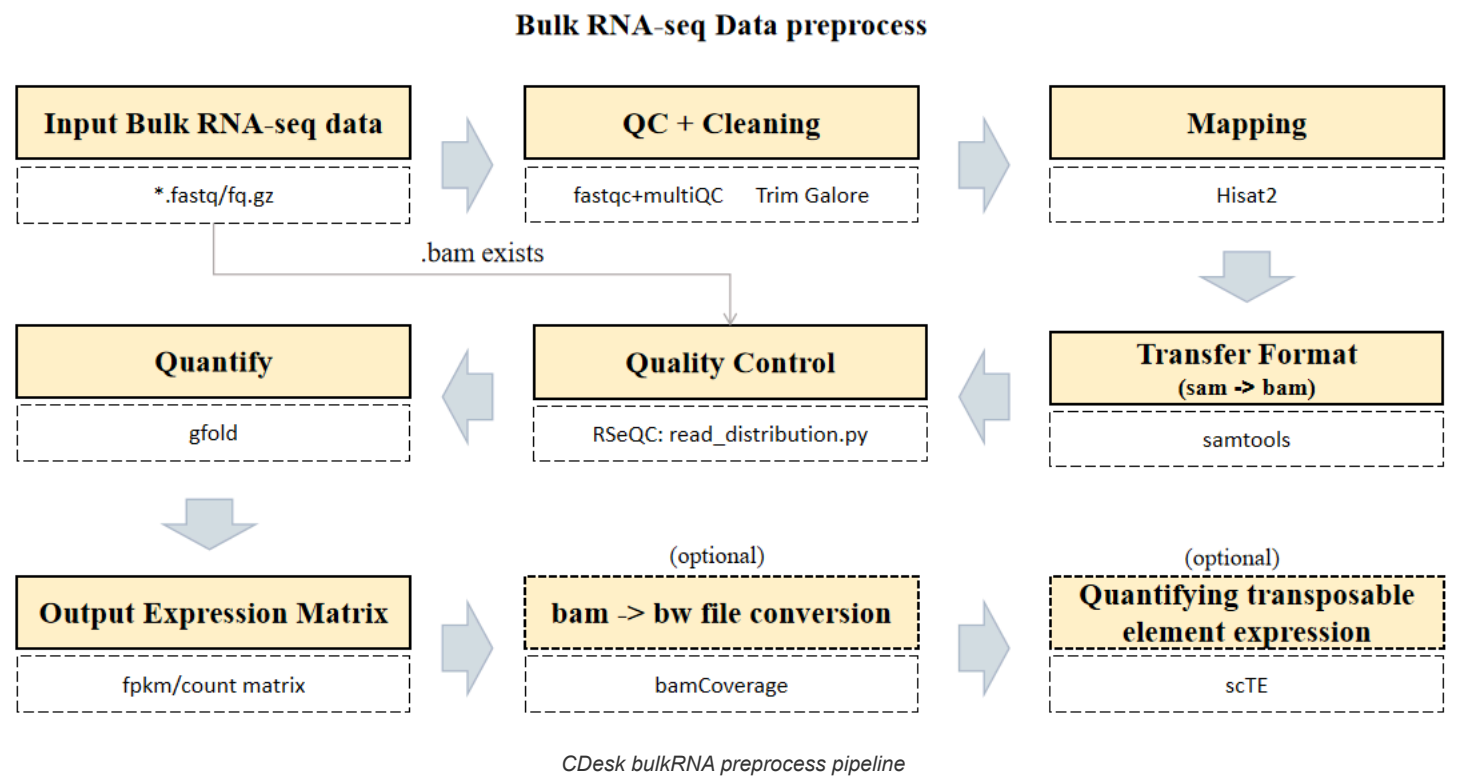 Bulk RNA-seq Data preprocess
Input Bulk RNA-seq data
*.fastq/fq.gz
QC + Cleaning
fastqc+multiQC Trim Galore
Mapping
Hisat2
.bam exists
Transfer Format
(sam -> bam)
samtools
Quality Control
RSeQC: read_distribution.py
Quantify
gfold
Output Expression Matrix
fpkm/count matrix
(optional)
bam -> bw file conversion
bamCoverage
(optional)
Quantifying transposable
element expression
scTE
CDesk bulkRNA preprocess pipeline